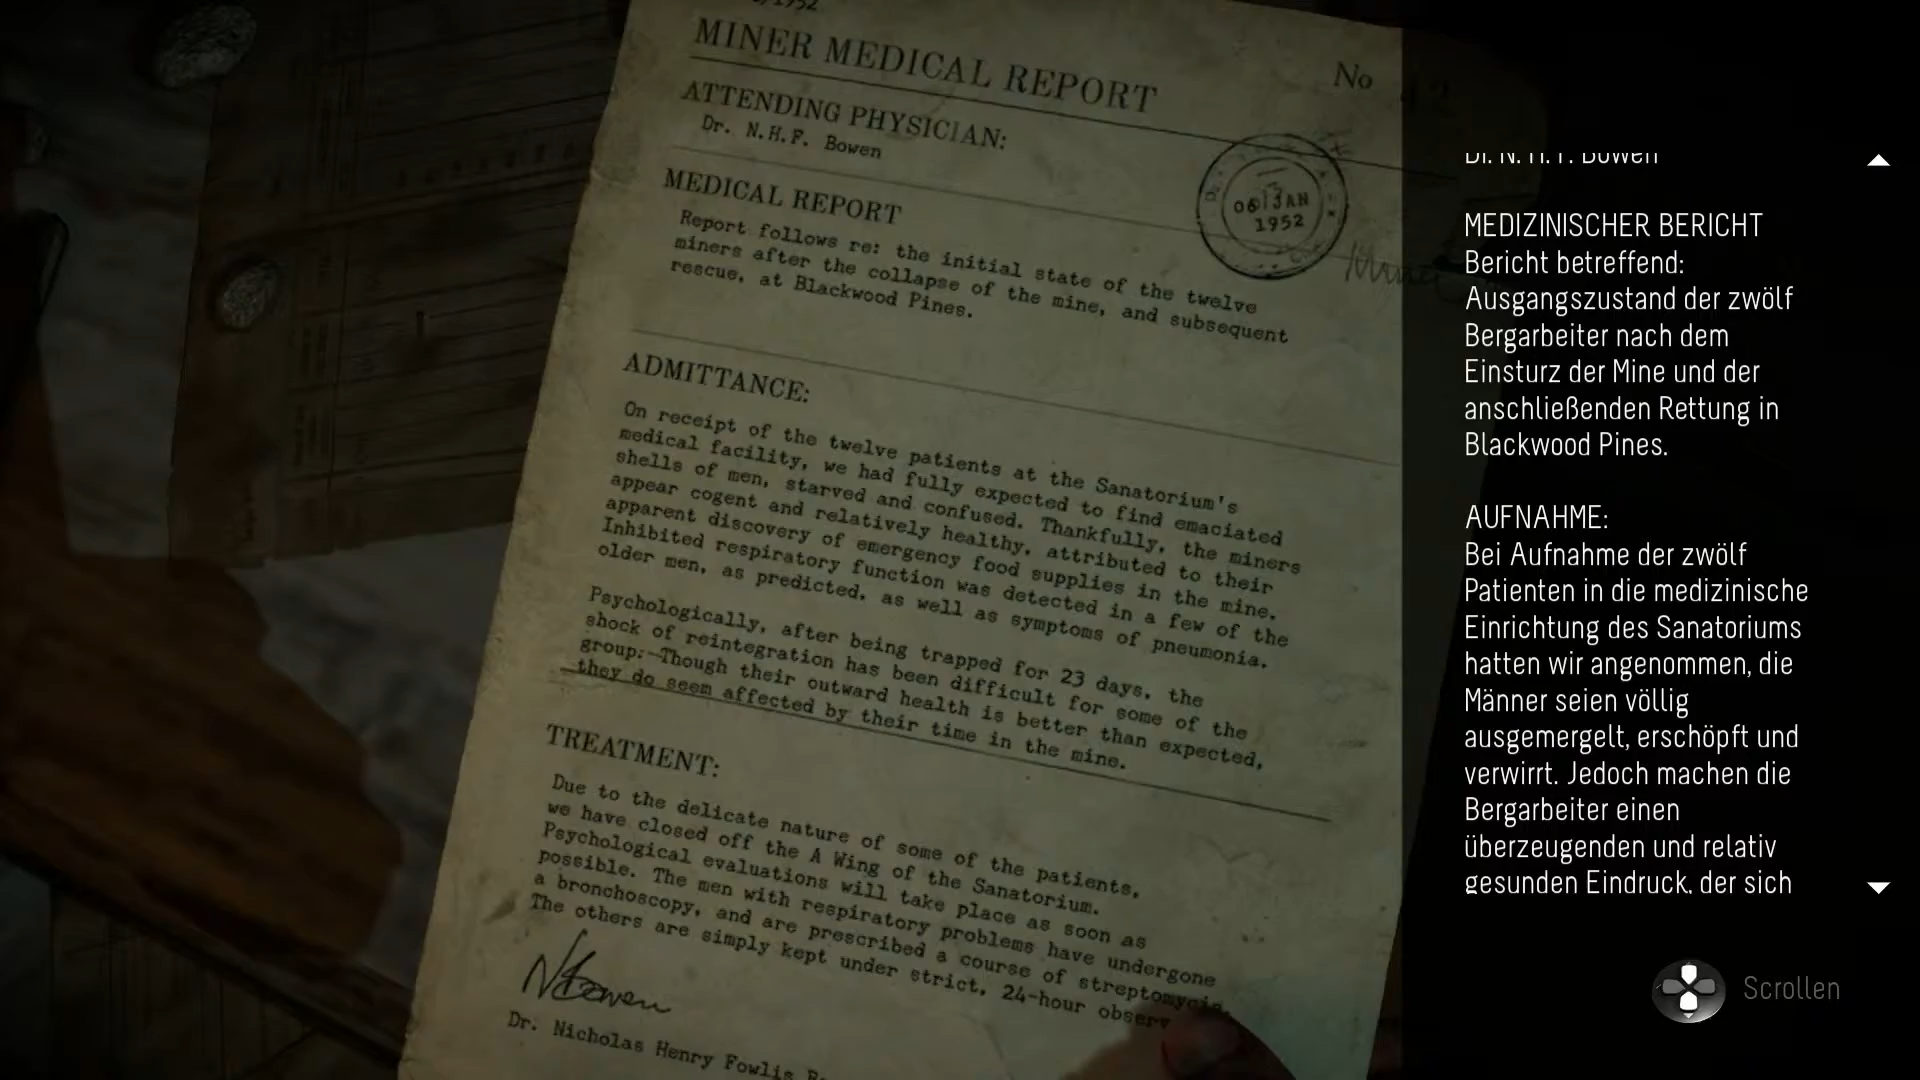 /1952
MINER MEDICAL REPORT
No 42
ATTENDING PHYSICIAN:
Dr. N.H.F. Bowen
06 JAN
1952
MEDICAL REPORT
Report follows re: the initial state of the twelve
miners after the collapse of the mine, and subsequent
rescue, at Blackwood Pines.
ADMITTANCE:
On receipt of the twelve patients at the Sanatorium's
medical facility, we had fully expected to find emaciated
shells of men, starved and confused. Thankfully, the miners
appear cogent and relatively healthy, attributed to their
apparent discovery of emergency food supplies in the mine.
Inhibited respiratory function was detected in a few of the
older men, as predicted, as well as symptoms of pneumonia.
Psychologically, after being trapped for 23 days, the
shock of reintegration has been difficult for some of the
group: Though their outward health is better than expected,
they do seem affected by their time in the mine.
TREATMENT:
Due to the delicate nature of some of the patients,
we have closed off the A Wing of the Sanatorium.
Psychological evaluations will take place as soon as
possible. The men with respiratory problems have undergone
a bronchoscopy, and are prescribed a course of streptomycin.
The others are simply kept under strict, 24-hour observ
NBowen
Dr. Nicholas Henry Fowlis B
Dr. N. H. F. Bowen
MEDIZINISCHER BERICHT
Bericht betreffend:
Ausgangszustand der zwölf
Bergarbeiter nach dem
Einsturz der Mine und der
anschließenden Rettung in
Blackwood Pines.
AUFNAHME:
Bei Aufnahme der zwölf
Patienten in die medizinische
Einrichtung des Sanatoriums
hatten wir angenommen, die
Männer seien völlig
ausgemergelt, erschöpft und
verwirrt. Jedoch machen die
Bergarbeiter einen
überzeugenden und relativ
gesunden Eindruck, der sich
Scrollen